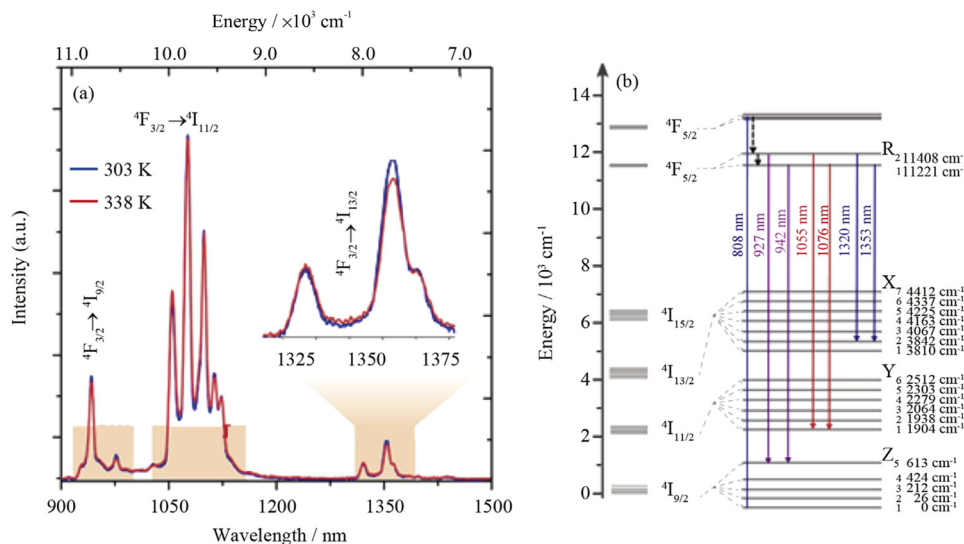 Energy / ×10³ cm⁻¹
11.0 10.0 9.0 8.0 7.0
(a)
⁴F₃/₂→⁴I₁₁/₂
303 K
338 K
⁴F₃/₂→⁴I₁₃/₂
⁴F₃/₂→⁴I₉/₂
1325 1350 1375
Intensity (a.u.)
900 1050 1200 1350 1500
Wavelength / nm
(b)
Energy / 10³ cm⁻¹
14
12
10
8
6
4
2
0
⁴F₅/₂
⁴F₅/₂
⁴I₁₅/₂
⁴I₁₃/₂
⁴I₁₁/₂
⁴I₉/₂
808 nm
927 nm
942 nm
1055 nm
1076 nm
1320 nm
1353 nm
R
2 11408 cm⁻¹
1 11221 cm⁻¹
X
7 4412 cm⁻¹
6 4337 cm⁻¹
5 4225 cm⁻¹
4 4163 cm⁻¹
3 4067 cm⁻¹
2 3842 cm⁻¹
1 3810 cm⁻¹
Y
6 2512 cm⁻¹
5 2303 cm⁻¹
4 2279 cm⁻¹
3 2064 cm⁻¹
2 1938 cm⁻¹
1 1904 cm⁻¹
Z
5 613 cm⁻¹
4 424 cm⁻¹
3 212 cm⁻¹
2 26 cm⁻¹
1 0 cm⁻¹